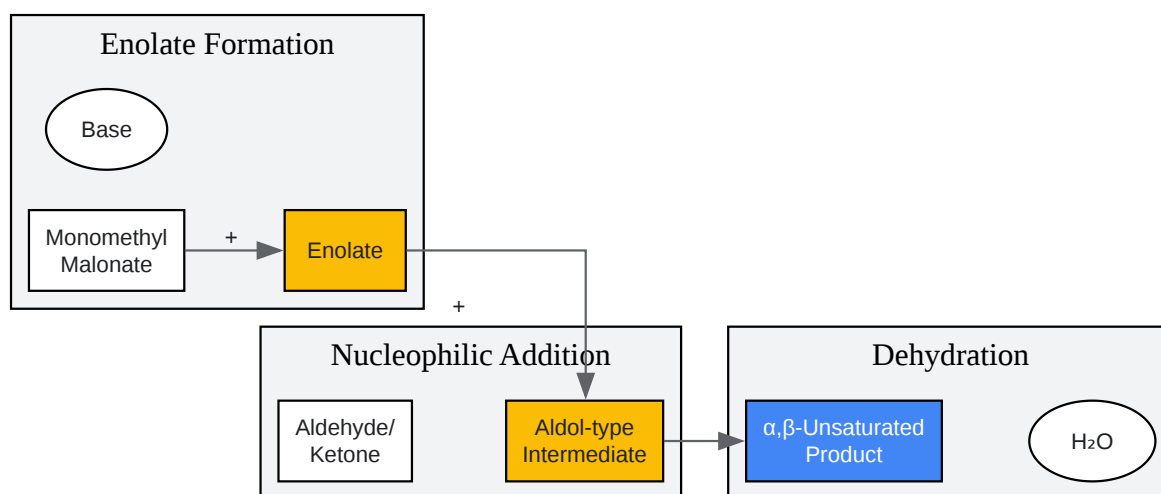 Enolate Formation
Base
Monomethyl
Malonate
+
Enolate
+
Nucleophilic Addition
Aldehyde/
Ketone
Aldol-type
Intermediate
Dehydration
α,β-Unsaturated
Product
H₂O